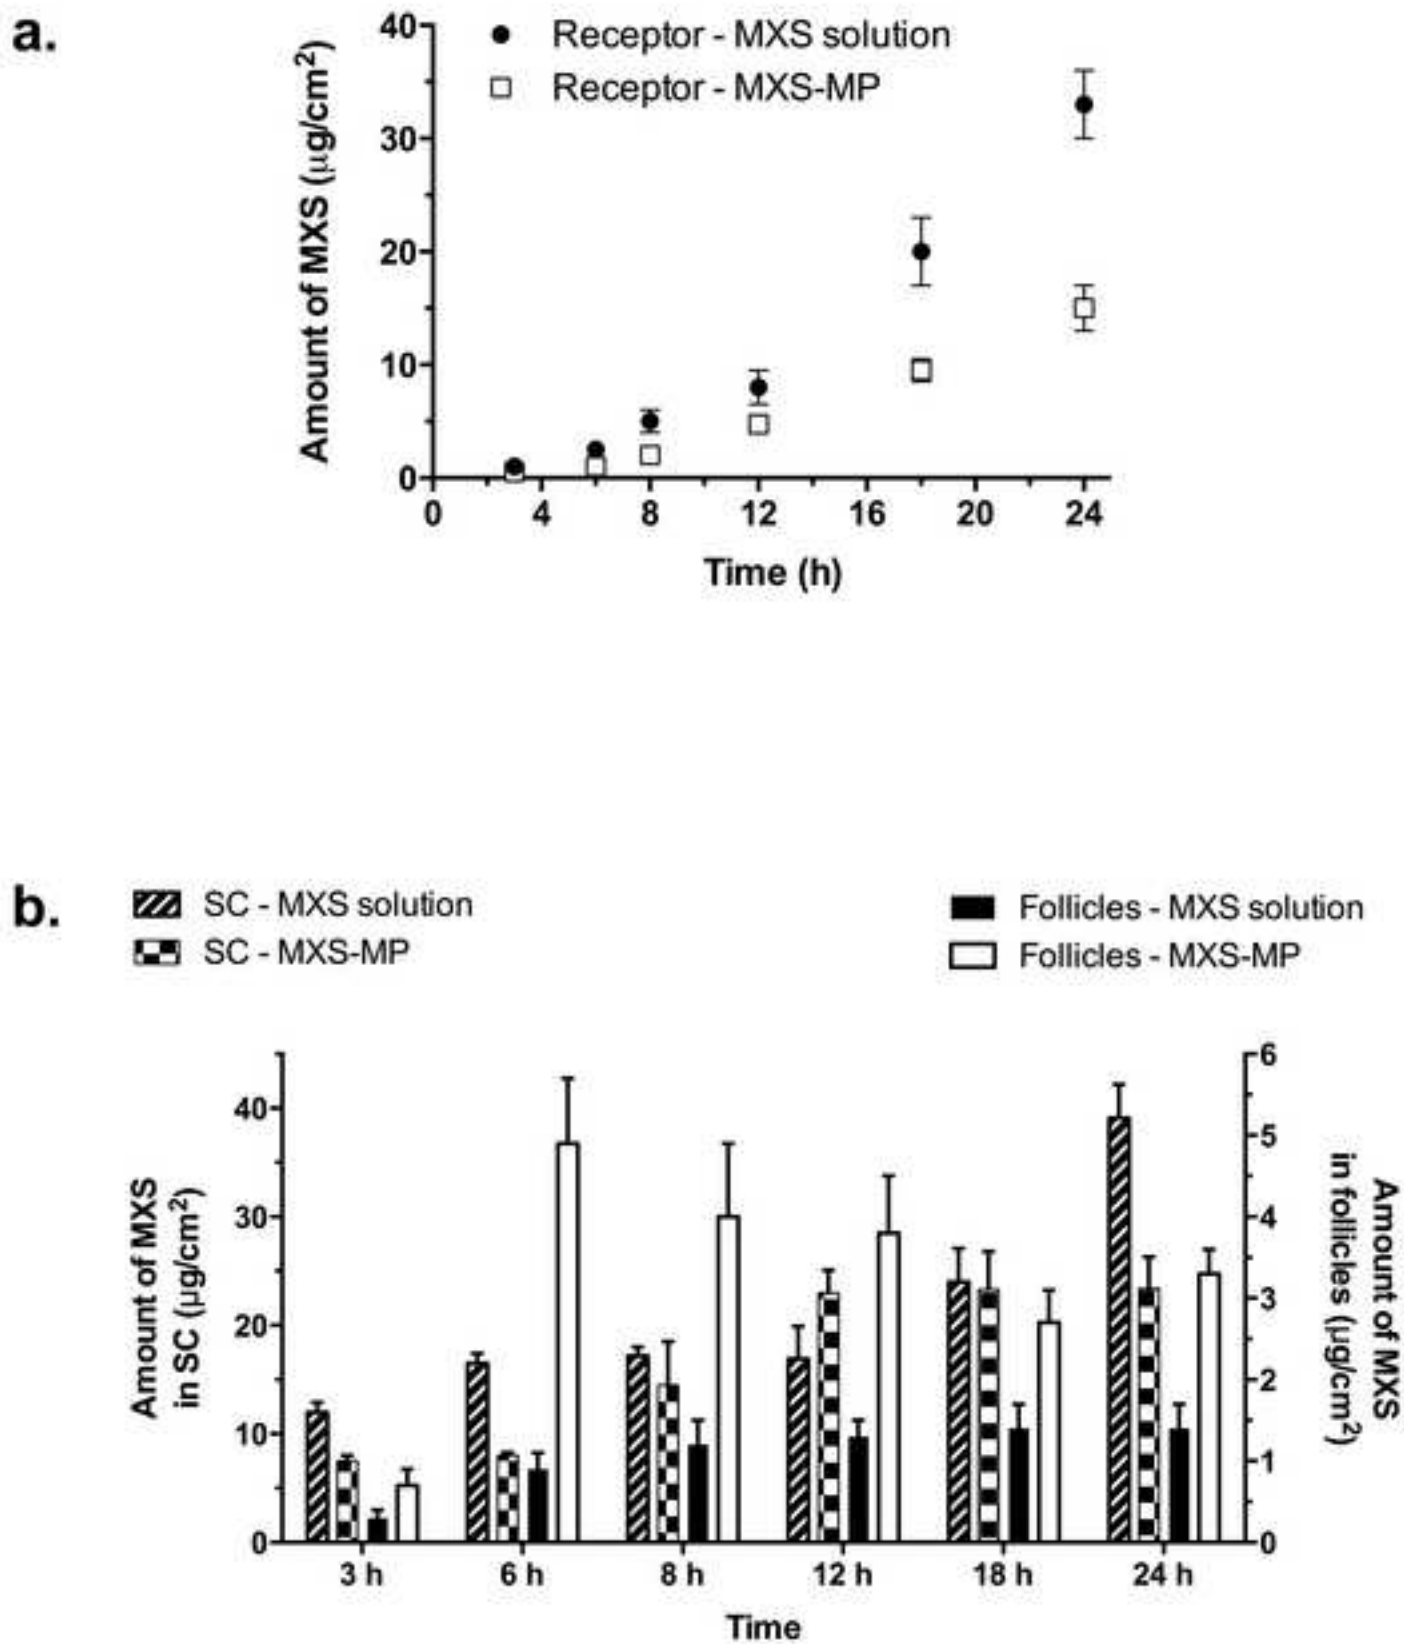 a.
Receptor - MXS solution
Receptor - MXS-MP
Amount of MXS (μg/cm²)
40
30
20
10
0
0 4 8 12 16 20 24
Time (h)
b.
SC - MXS solution
SC - MXS-MP
Follicles - MXS solution
Follicles - MXS-MP
Amount of MXS
in SC (μg/cm²)
40
30
20
10
0
6
5
4
3
2
1
0
Amount of MXS
in follicles (μg/cm²)
3 h 6 h 8 h 12 h 18 h 24 h
Time